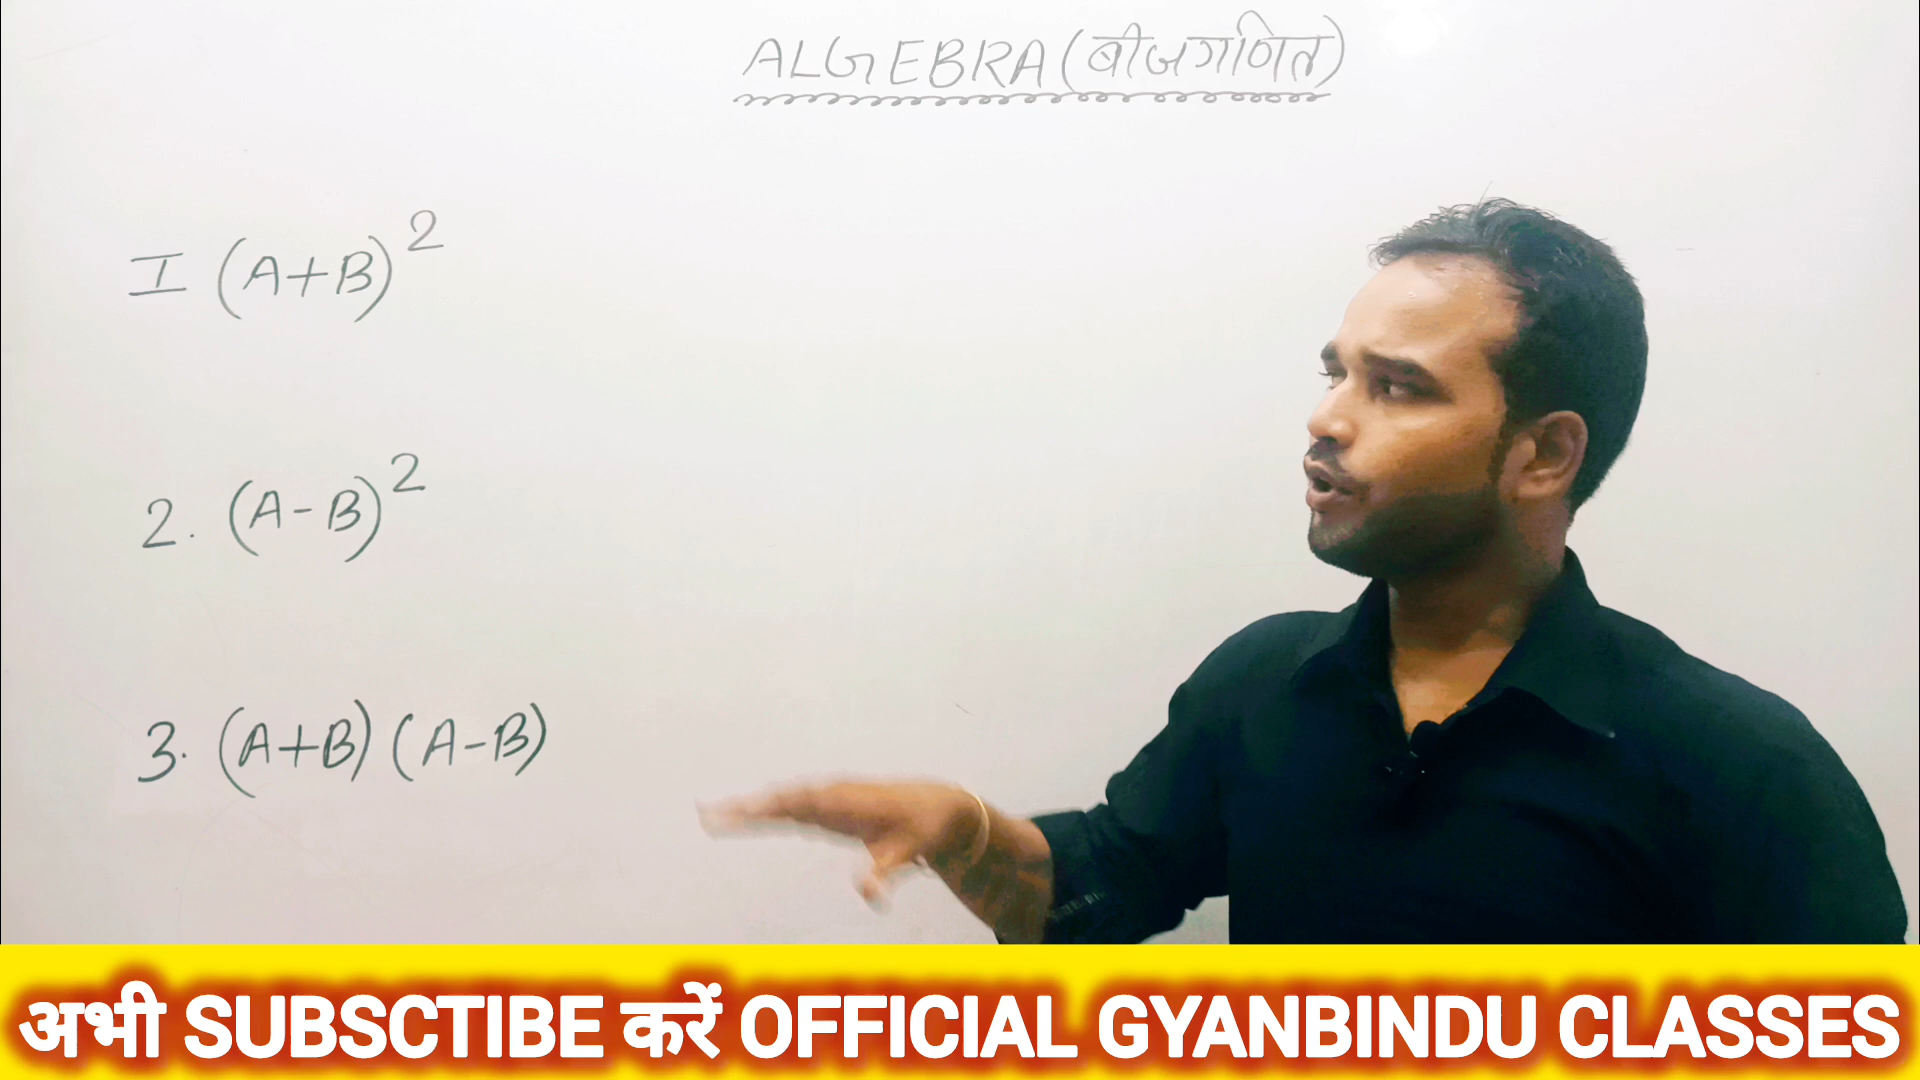 ALGEBRA (बीजगणित)
I (A+B)²
2. (A-B)²
3. (A+B) (A-B)
अभी SUBSCTIBE करें OFFICIAL GYANBINDU CLASSES